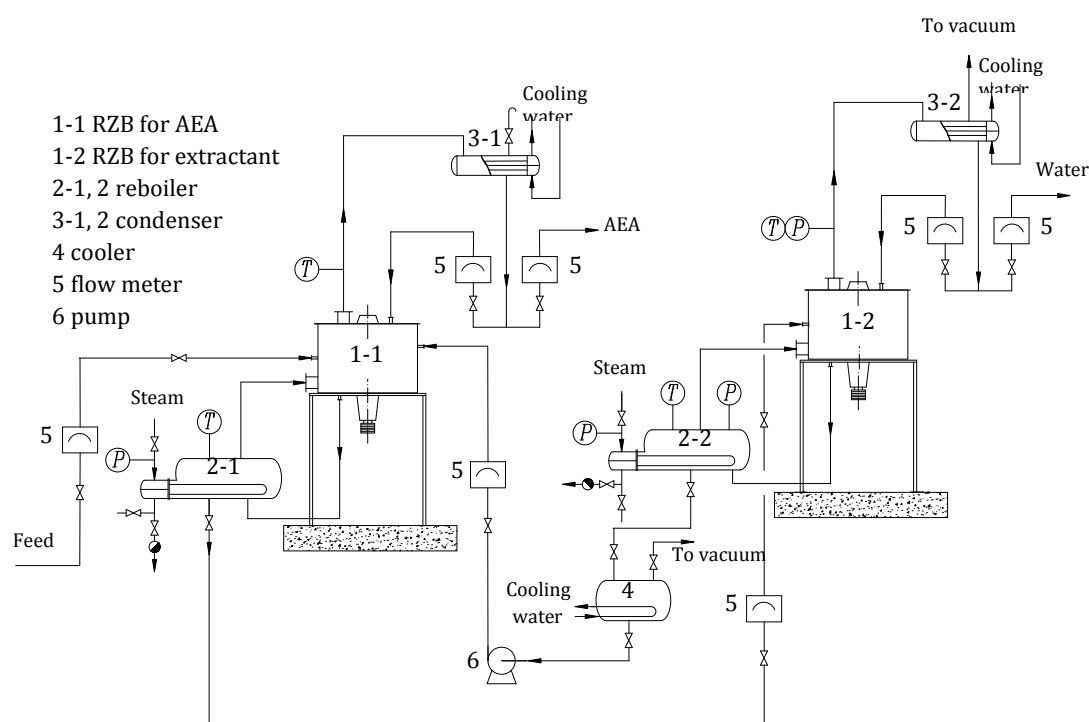 To vacuum
Cooling
water
3-2
Cooling
water
3-1
1-1 RZB for AEA
1-2 RZB for extractant
2-1, 2 reboiler
3-1, 2 condenser
4 cooler
5 flow meter
6 pump
Water
T P
5 5
AEA
T
5 5
1-2
1-1
Steam
Steam
T P
P
2-2
5
T
P
2-1
5
Feed
To vacuum
Cooling
water
4
5
6